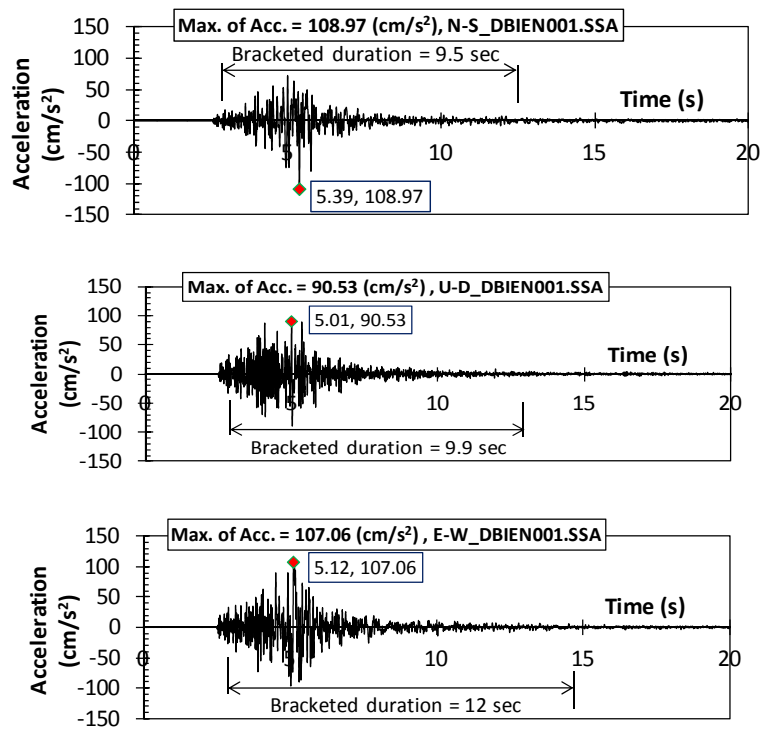 Max. of Acc. = 108.97 (cm/s²), N-S_DBIEN001.SSA
Bracketed duration = 9.5 sec
Acceleration
(cm/s²)
150
100
50
0
-50
-100
-150
Time (s)
0
5
10
15
20
5.39, 108.97
Max. of Acc. = 90.53 (cm/s²) , U-D_DBIEN001.SSA
Acceleration
(cm/s²)
150
100
50
0
-50
-100
-150
5.01, 90.53
Time (s)
0
5
10
15
20
Bracketed duration = 9.9 sec
Max. of Acc. = 107.06 (cm/s²) , E-W_DBIEN001.SSA
Acceleration
(cm/s²)
150
100
50
0
-50
-100
-150
5.12, 107.06
Time (s)
0
5
10
15
20
Bracketed duration = 12 sec